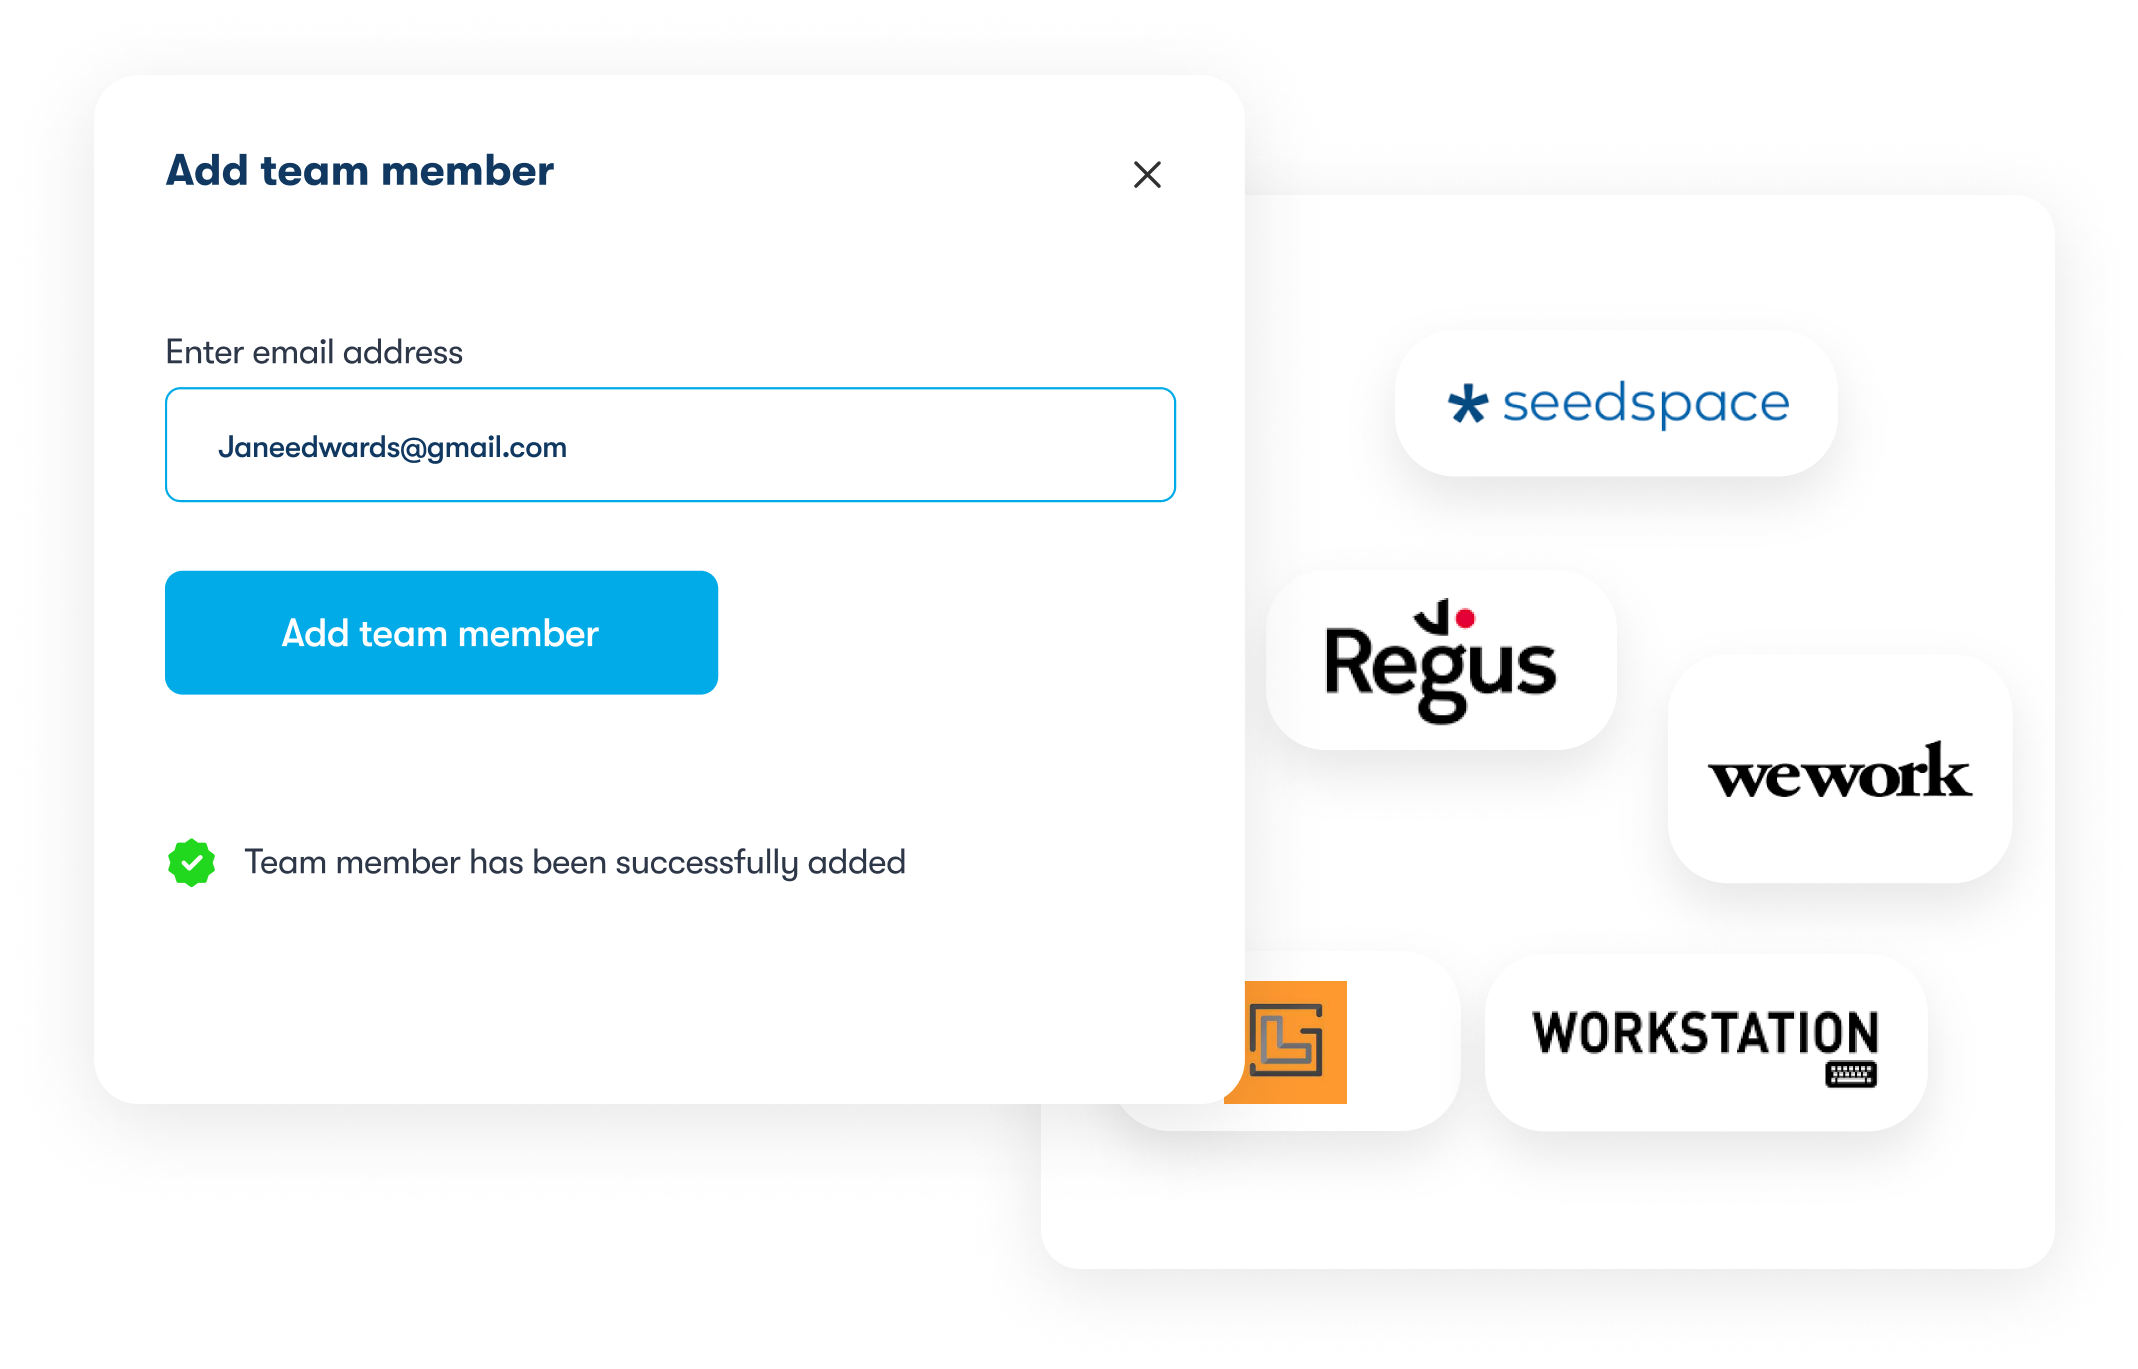 Add team member
Enter email address
Janeedwards@gmail.com
Add team member
Team member has been successfully added
seedspace
Regus
wework
WORKSTATION